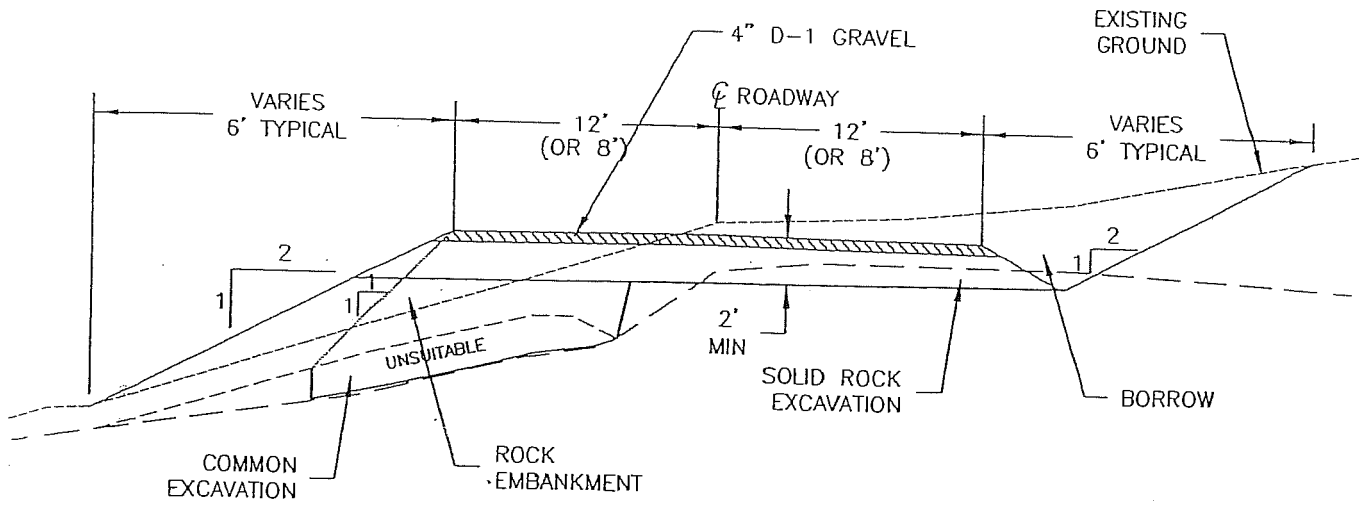 EXISTING
GROUND
4" D-1 GRAVEL
℄ ROADWAY
VARIES
6' TYPICAL
12'
(OR 8')
12'
(OR 8')
VARIES
6' TYPICAL
2
1
1
1
2
1
UNSUITABLE
2'
MIN
SOLID ROCK
EXCAVATION
BORROW
COMMON
EXCAVATION
ROCK
EMBANKMENT